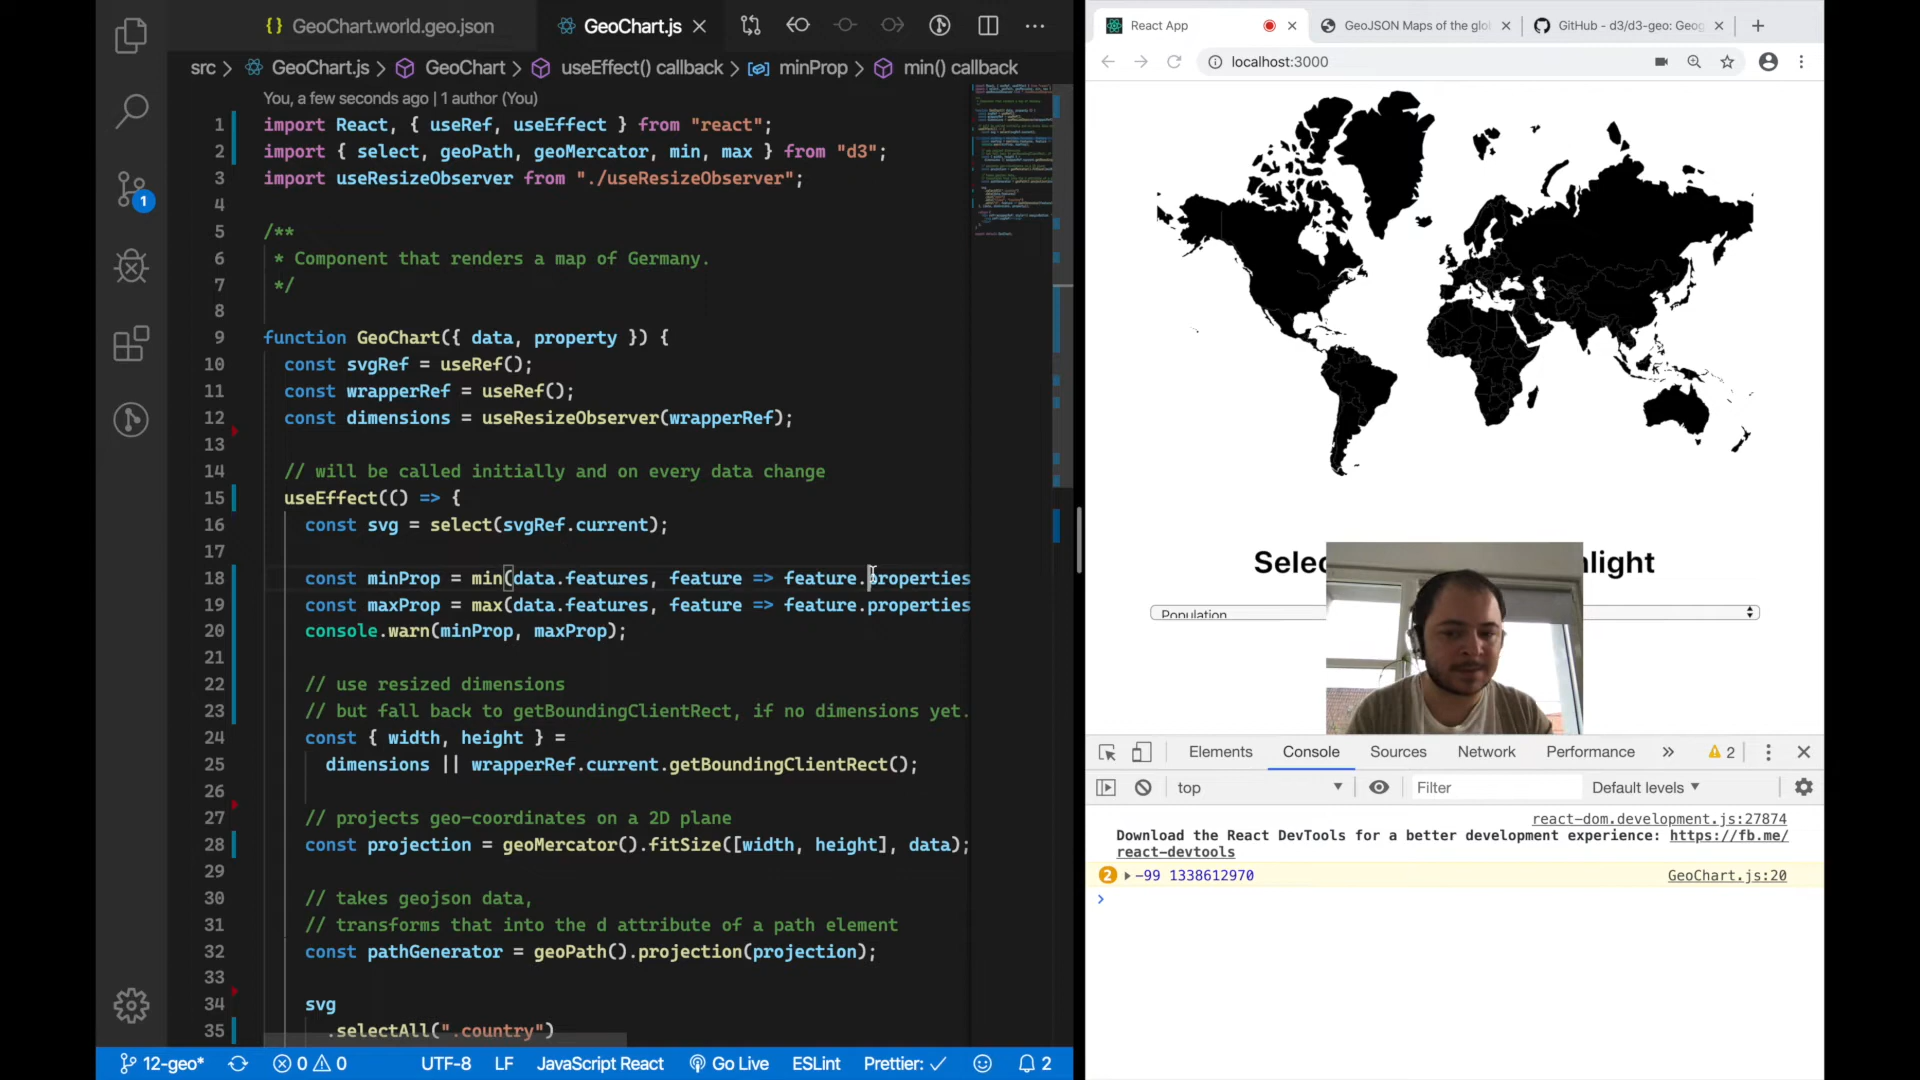 GeoChart.world.geo.json
GeoChart.js
src > GeoChart.js > GeoChart > useEffect() callback > minProp > min() callback
You, a few seconds ago | 1 author (You)
1 import React, { useRef, useEffect } from "react";
2 import { select, geoPath, geoMercator, min, max } from "d3";
3 import useResizeObserver from "./useResizeObserver";
4
5 /**
6 * Component that renders a map of Germany.
7 */
8
9 function GeoChart({ data, property }) {
10 const svgRef = useRef();
11 const wrapperRef = useRef();
12 const dimensions = useResizeObserver(wrapperRef);
13
14 // will be called initially and on every data change
15 useEffect(() => {
16 const svg = select(svgRef.current);
17
18 const minProp = min(data.features, feature => feature.properties
19 const maxProp = max(data.features, feature => feature.properties
20 console.warn(minProp, maxProp);
21
22 // use resized dimensions
23 // but fall back to getBoundingClientRect, if no dimensions yet.
24 const { width, height } =
25 dimensions || wrapperRef.current.getBoundingClientRect();
26
27 // projects geo-coordinates on a 2D plane
28 const projection = geoMercator().fitSize([width, height], data);
29
30 // takes geojson data,
31 // transforms that into the d attribute of a path element
32 const pathGenerator = geoPath().projection(projection);
33
34 svg
35 .selectAll(".country")
1
12-geo* 0 0 UTF-8 LF JavaScript React Go Live ESLint Prettier: ✓ 2
React App
GeoJSON Maps of the glo
GitHub - d3/d3-geo: Geog
localhost:3000
Selec light
Population
Elements Console Sources Network Performance » 2
top Filter Default levels
react-dom.development.js:27874
Download the React DevTools for a better development experience: https://fb.me/
react-devtools
2 -99 1338612970 GeoChart.js:20